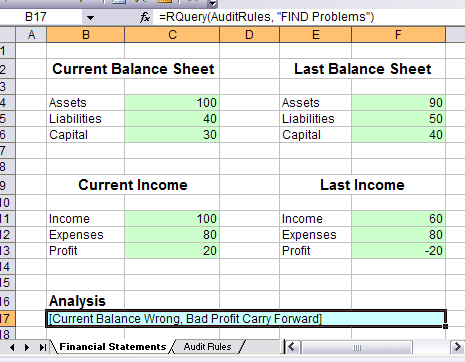 B17 fx =RQuery(AuditRules, "FIND Problems")
A B C D E F
1
2 Current Balance Sheet Last Balance Sheet
3
4 Assets 100 Assets 90
5 Liabilities 40 Liabilities 50
6 Capital 30 Capital 40
7
8
9 Current Income Last Income
10
11 Income 100 Income 60
12 Expenses 80 Expenses 80
13 Profit 20 Profit -20
14
15
16 Analysis
17 [Current Balance Wrong, Bad Profit Carry Forward]
18
Financial Statements Audit Rules